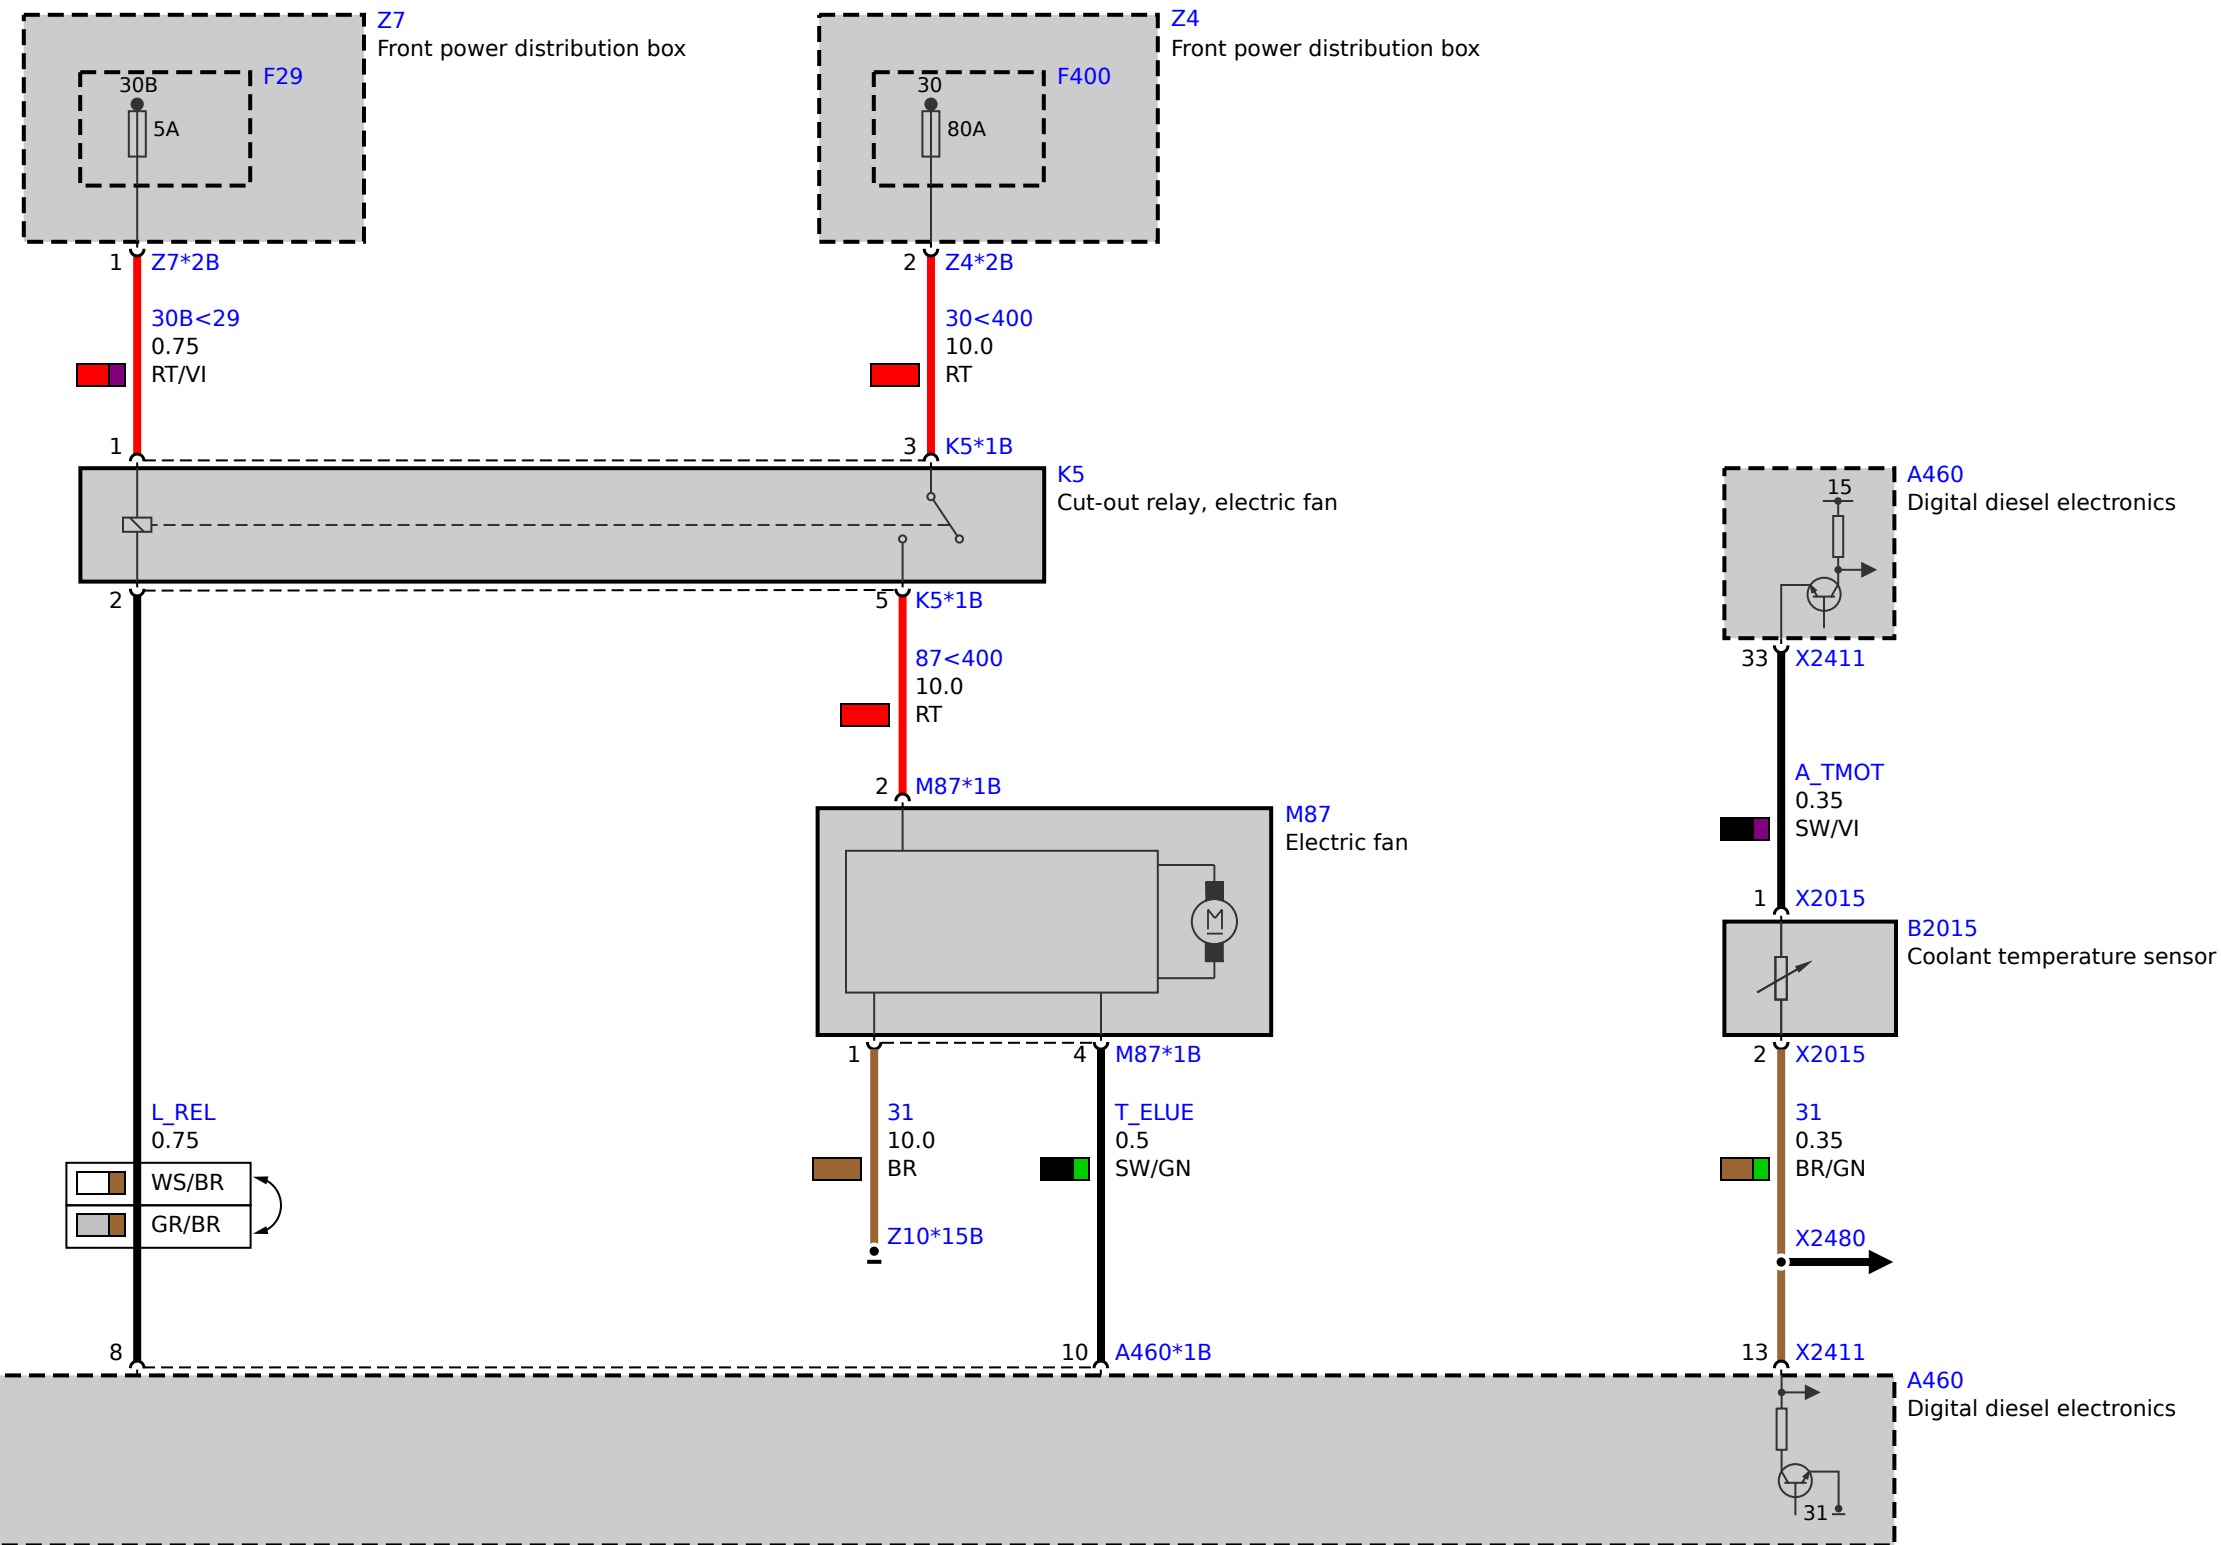 Z7
Front power distribution box
Z4
Front power distribution box
30B
F29
5A
30
F400
80A
1 Z7*2B
2 Z4*2B
30B<29
0.75
RT/VI
30<400
10.0
RT
1
3 K5*1B
K5
Cut-out relay, electric fan
A460
Digital diesel electronics
15
2
5 K5*1B
33 X2411
87<400
10.0
RT
A_TMOT
0.35
SW/VI
2 M87*1B
M87
Electric fan
M
1 X2015
B2015
Coolant temperature sensor
1
4 M87*1B
2 X2015
L_REL
0.75
WS/BR
GR/BR
31
10.0
BR
T_ELUE
0.5
SW/GN
31
0.35
BR/GN
Z10*15B
X2480
8
10 A460*1B
13 X2411
A460
Digital diesel electronics
31